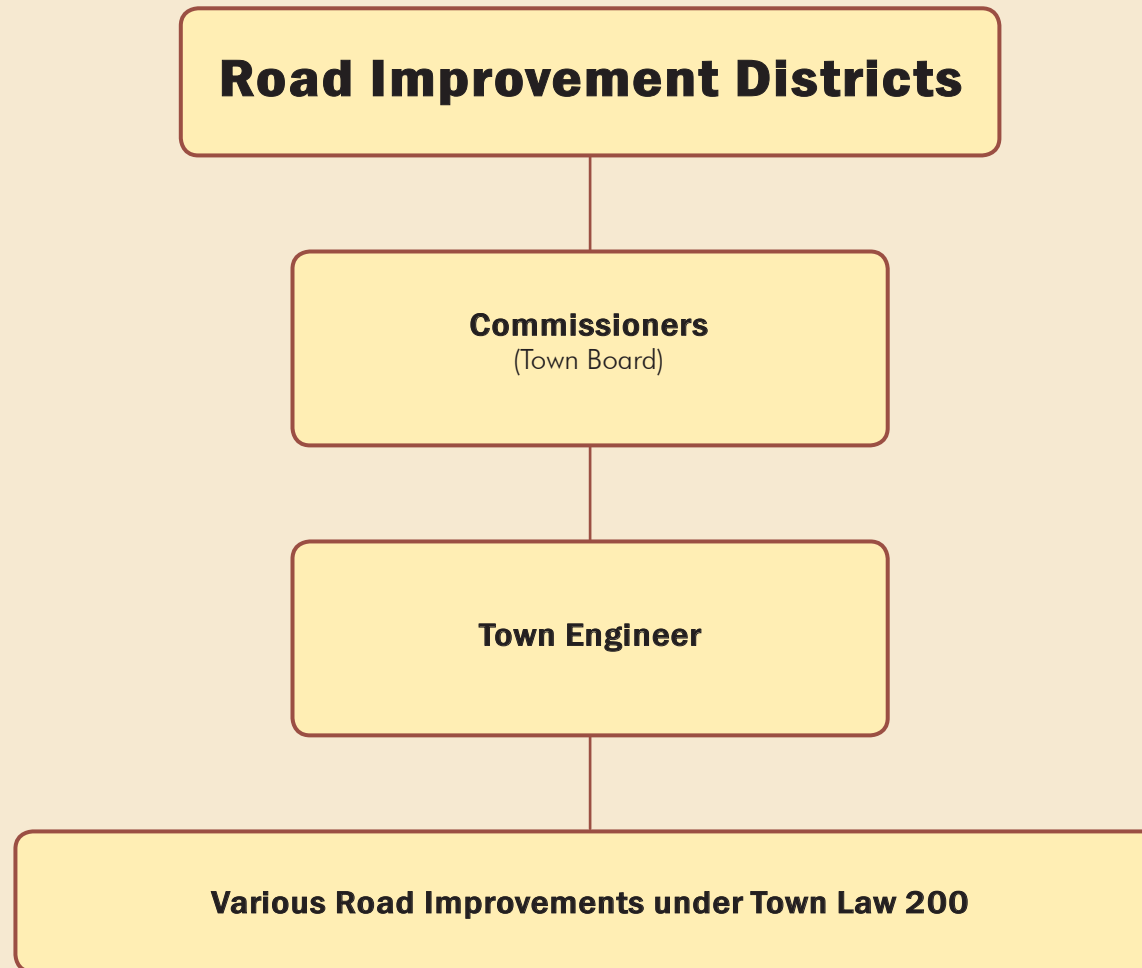 Road Improvement Districts
Commissioners
(Town Board)
Town Engineer
Various Road Improvements under Town Law 200